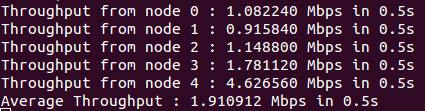 Throughput from node 0 : 1.082240 Mbps in 0.5s
Throughput from node 1 : 0.915840 Mbps in 0.5s
Throughput from node 2 : 1.148800 Mbps in 0.5s
Throughput from node 3 : 1.781120 Mbps in 0.5s
Throughput from node 4 : 4.626560 Mbps in 0.5s
Average Throughput : 1.910912 Mbps in 0.5s